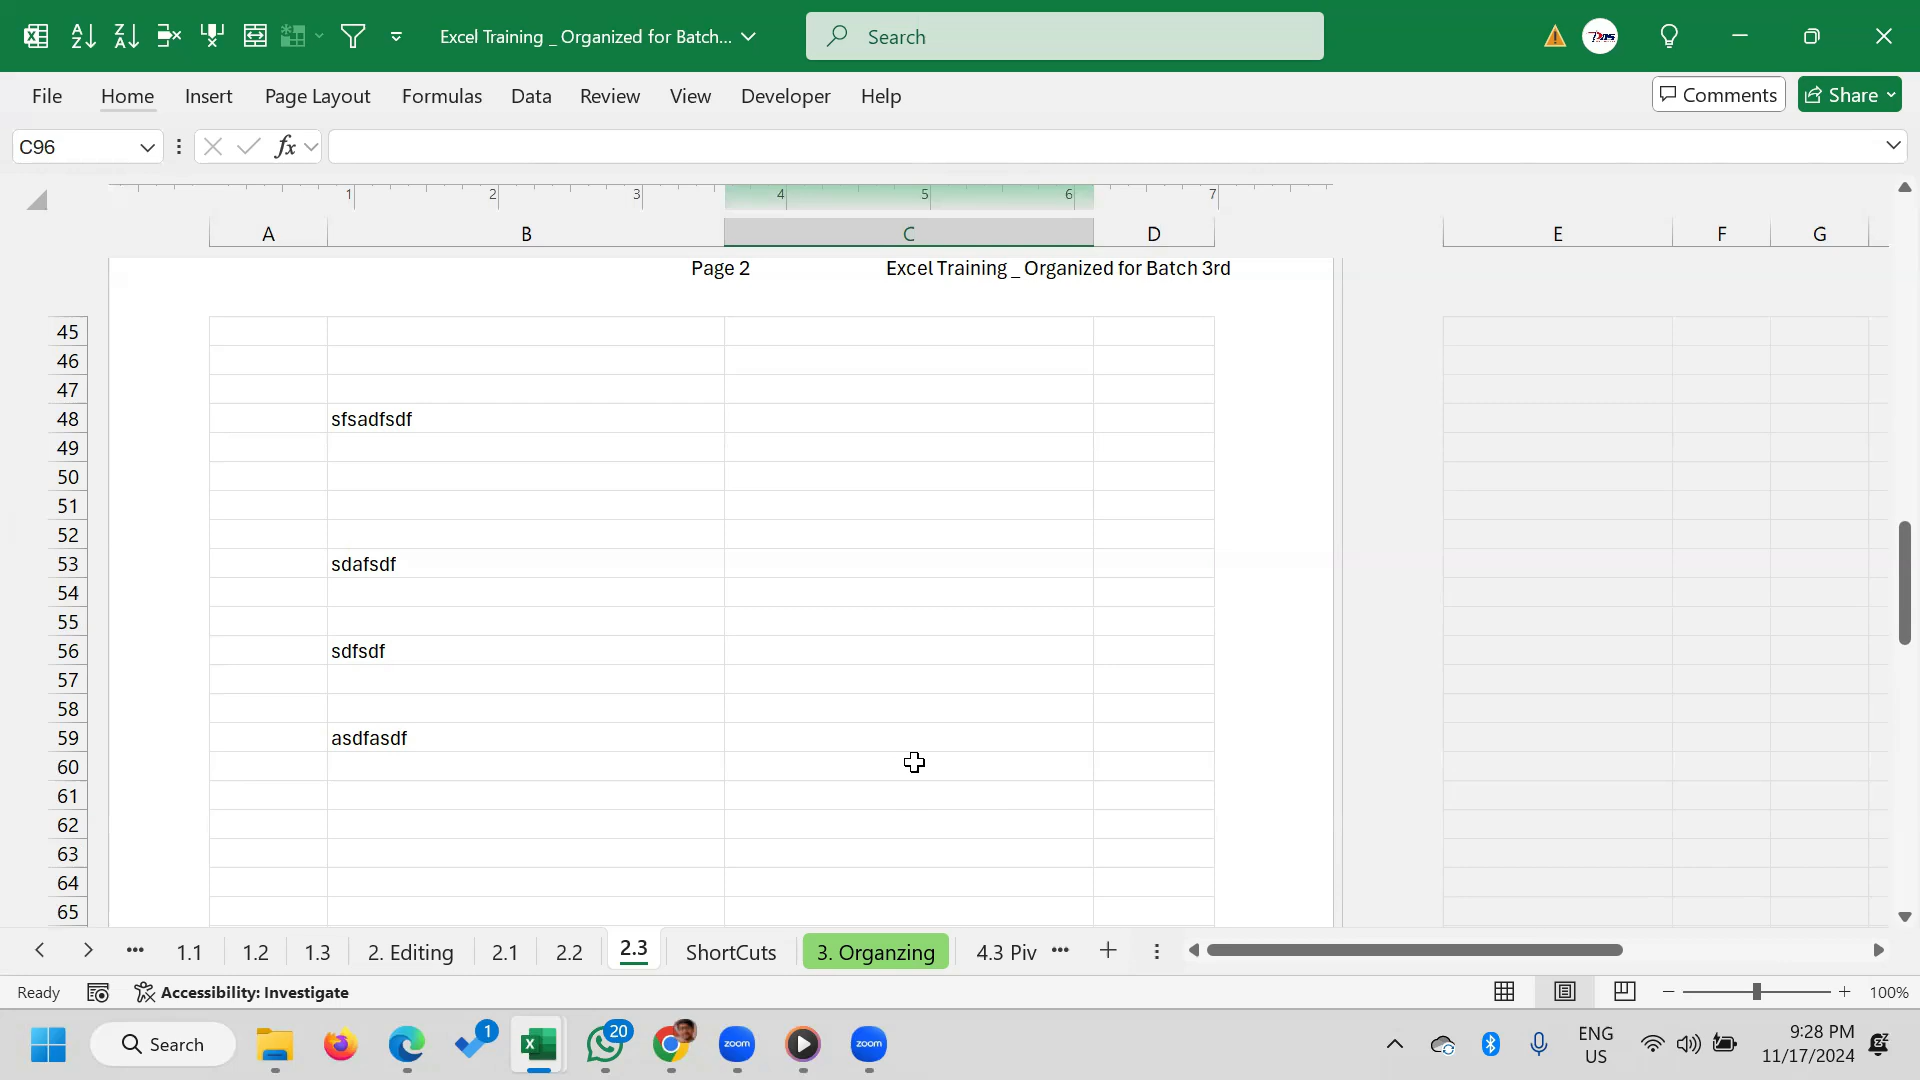 Excel Training _ Organized for Batch...
Search
File Home Insert Page Layout Formulas Data Review View Developer Help
Comments
Share
C96
fx
1 2 3 4 5 6 7
A B C D E F G
Page 2
Excel Training _ Organized for Batch 3rd
45
46
47
48 sfsadfsdf
49
50
51
52
53 sdafsdf
54
55
56 sdfsdf
57
58
59 asdfasdf
60
61
62
63
64
65
1.1 1.2 1.3 2. Editing 2.1 2.2 2.3 ShortCuts 3. Organzing 4.3 Piv
Ready
Accessibility: Investigate
100%
Search
1
20
zoom
zoom
ENG
US
9:28 PM
11/17/2024